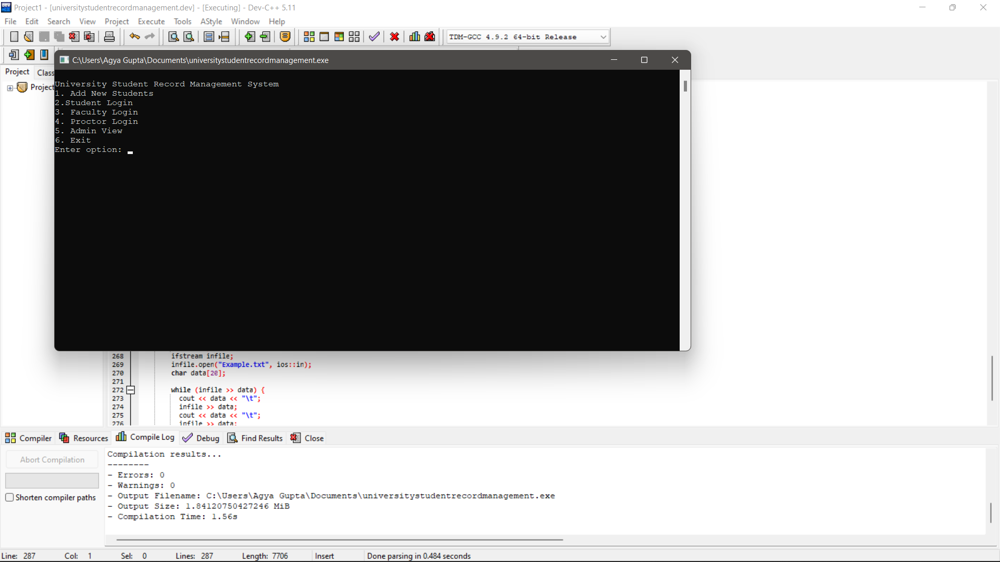 Project1 - [universitystudentrecordmanagement.dev] - [Executing] - Dev-C++ 5.11
File Edit Search View Project Execute Tools AStyle Window Help
TDM-GCC 4.9.2 64-bit Release
C:\Users\Agya Gupta\Documents\universitystudentrecordmanagement.exe
Project Class
Project
University Student Record Management System
1. Add New Students
2.Student Login
3. Faculty Login
4. Proctor Login
5. Admin View
6. Exit
Enter option:
268 ifstream infile;
269 infile.open("Example.txt", ios::in);
270 char data[20];
271
272 while (infile >> data) {
273 cout << data << "\t";
274 infile >> data;
275 cout << data << "\t";
276 infile >> data;
Compiler Resources Compile Log Debug Find Results Close
Abort Compilation
Shorten compiler paths
Compilation results...
--------
- Errors: 0
- Warnings: 0
- Output Filename: C:\Users\Agya Gupta\Documents\universitystudentrecordmanagement.exe
- Output Size: 1.84120750427246 MiB
- Compilation Time: 1.56s
Line: 287 Col: 1 Sel: 0 Lines: 287 Length: 7706 Insert Done parsing in 0.484 seconds